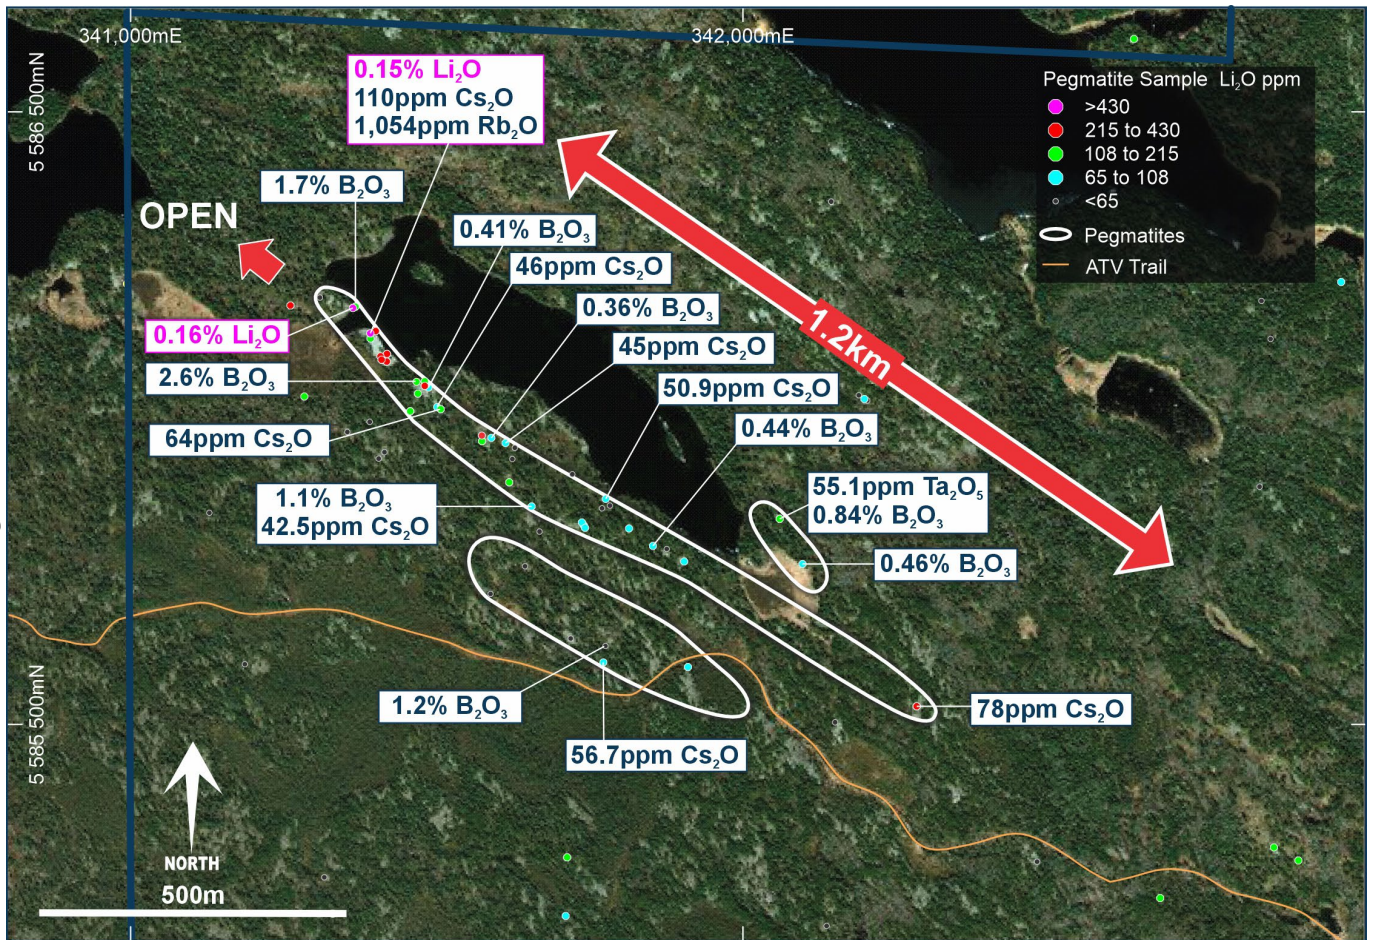 341,000mE
342,000mE
5 586 500mN
5 585 500mN
Pegmatite Sample Li₂O ppm
>430
215 to 430
108 to 215
65 to 108
<65
Pegmatites
ATV Trail
0.15% Li₂O
110ppm Cs₂O
1,054ppm Rb₂O
1.7% B₂O₃
OPEN
0.41% B₂O₃
46ppm Cs₂O
0.36% B₂O₃
45ppm Cs₂O
50.9ppm Cs₂O
0.44% B₂O₃
1.2km
0.16% Li₂O
2.6% B₂O₃
64ppm Cs₂O
1.1% B₂O₃
42.5ppm Cs₂O
55.1ppm Ta₂O₅
0.84% B₂O₃
0.46% B₂O₃
1.2% B₂O₃
56.7ppm Cs₂O
78ppm Cs₂O
NORTH
500m